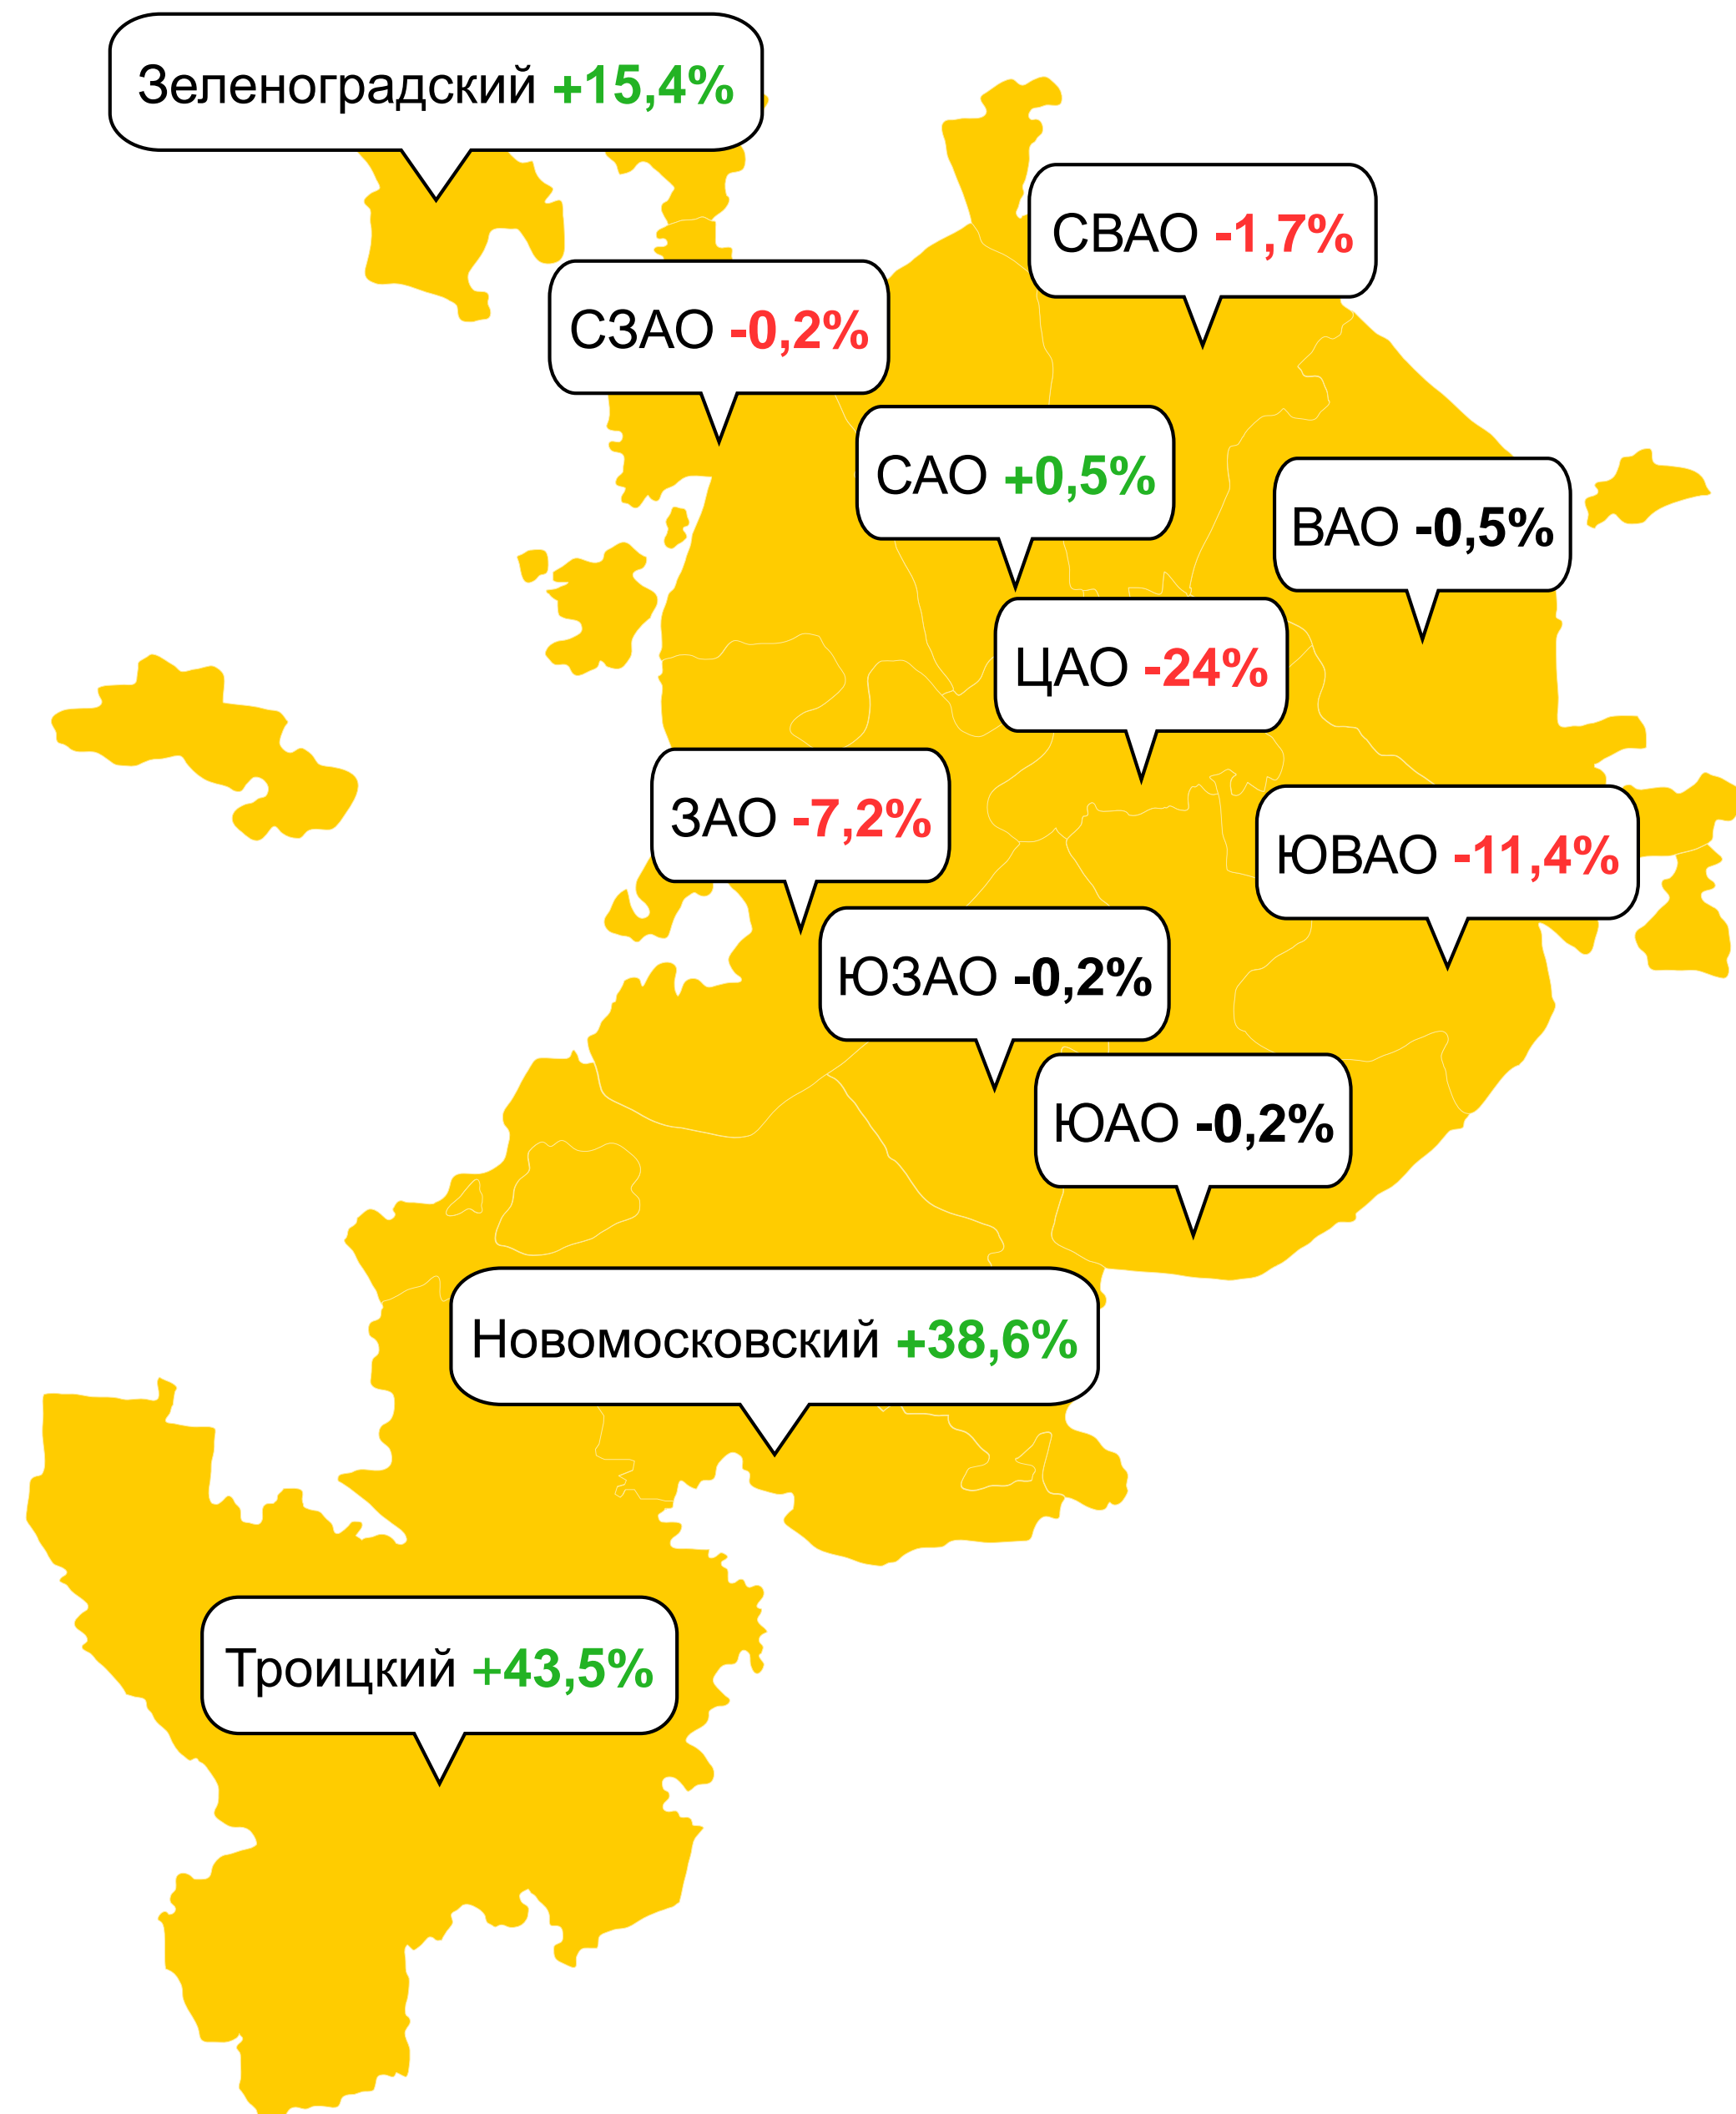 Зеленоградский +15,4%
СВАО -1,7%
СЗАО -0,2%
САО +0,5%
ВАО -0,5%
ЦАО -24%
ЗАО -7,2%
ЮВАО -11,4%
ЮЗАО -0,2%
ЮАО -0,2%
Новомосковский +38,6%
Троицкий +43,5%